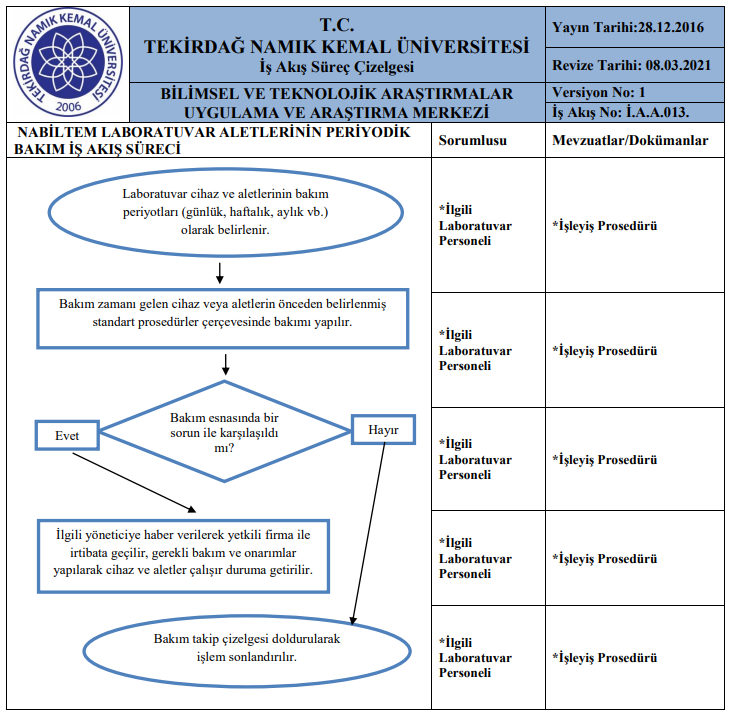 TEKİRDAĞ NAMIK KEMAL ÜNİVERSİTESİ
2006
T.C.
TEKİRDAĞ NAMIK KEMAL ÜNİVERSİTESİ
İş Akış Süreç Çizelgesi
Yayın Tarihi:28.12.2016
Revize Tarihi: 08.03.2021
BİLİMSEL VE TEKNOLOJİK ARAŞTIRMALAR
UYGULAMA VE ARAŞTIRMA MERKEZİ
Versiyon No: 1
İş Akış No: İ.A.A.013.
NABİLTEM LABORATUVAR ALETLERİNİN PERİYODİK
BAKIM İŞ AKIŞ SÜRECİ
Sorumlusu
Mevzuatlar/Dokümanlar
Laboratuvar cihaz ve aletlerinin bakım
periyotları (günlük, haftalık, aylık vb.)
olarak belirlenir.
*İlgili
Laboratuvar
Personeli
*İşleyiş Prosedürü
Bakım zamanı gelen cihaz veya aletlerin önceden belirlenmiş
standart prosedürler çerçevesinde bakımı yapılır.
*İlgili
Laboratuvar
Personeli
*İşleyiş Prosedürü
Bakım esnasında bir
sorun ile karşılaşıldı
mı?
Evet
Hayır
*İlgili
Laboratuvar
Personeli
*İşleyiş Prosedürü
İlgili yöneticiye haber verilerek yetkili firma ile
irtibata geçilir, gerekli bakım ve onarımlar
yapılarak cihaz ve aletler çalışır duruma getirilir.
*İlgili
Laboratuvar
Personeli
*İşleyiş Prosedürü
Bakım takip çizelgesi doldurularak
işlem sonlandırılır.
*İlgili
Laboratuvar
Personeli
*İşleyiş Prosedürü